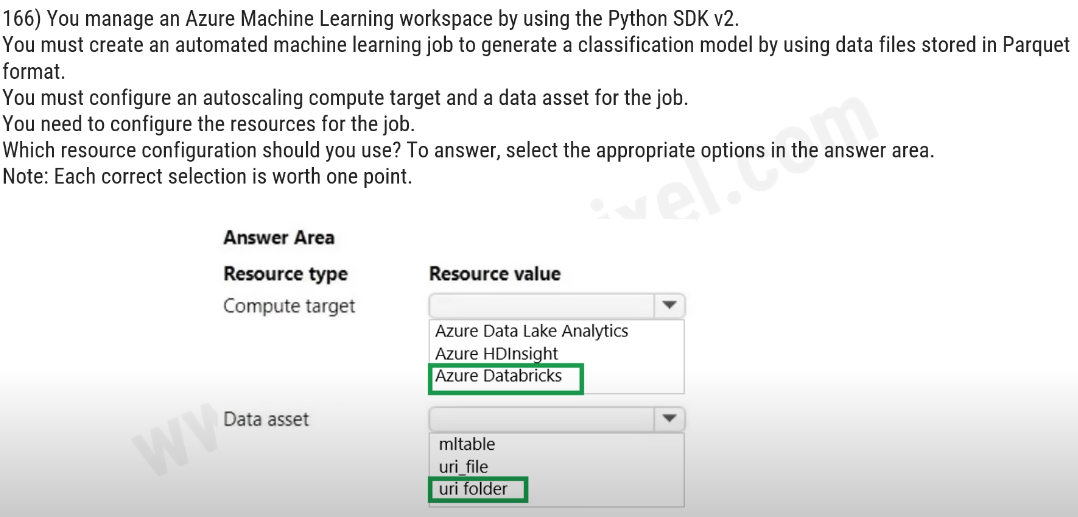 166) You manage an Azure Machine Learning workspace by using the Python SDK v2.
You must create an automated machine learning job to generate a classification model by using data files stored in Parquet
format.
You must configure an autoscaling compute target and a data asset for the job.
You need to configure the resources for the job.
Which resource configuration should you use? To answer, select the appropriate options in the answer area.
Note: Each correct selection is worth one point.
Answer Area
Resource type Resource value
Compute target
Azure Data Lake Analytics
Azure HDInsight
Azure Databricks
Data asset
mltable
uri_file
uri folder